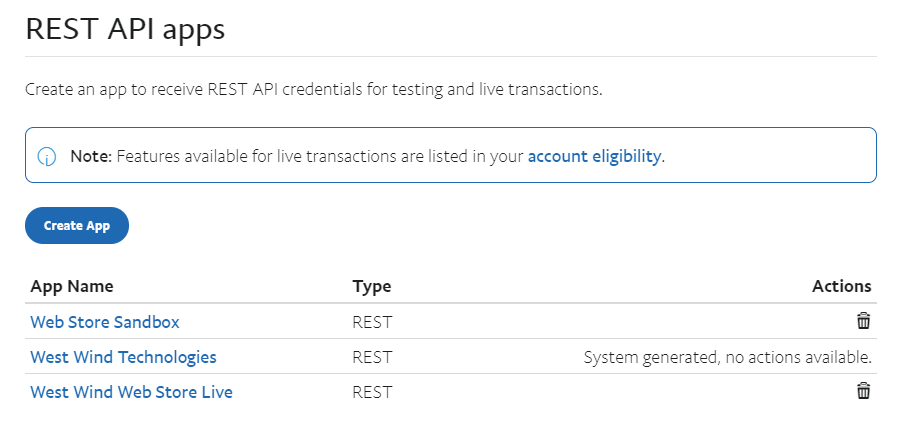 REST API apps
Create an app to receive REST API credentials for testing and live transactions.
Note: Features available for live transactions are listed in your account eligibility.
Create App
App Name Type Actions
Web Store Sandbox REST
West Wind Technologies REST System generated, no actions available.
West Wind Web Store Live REST